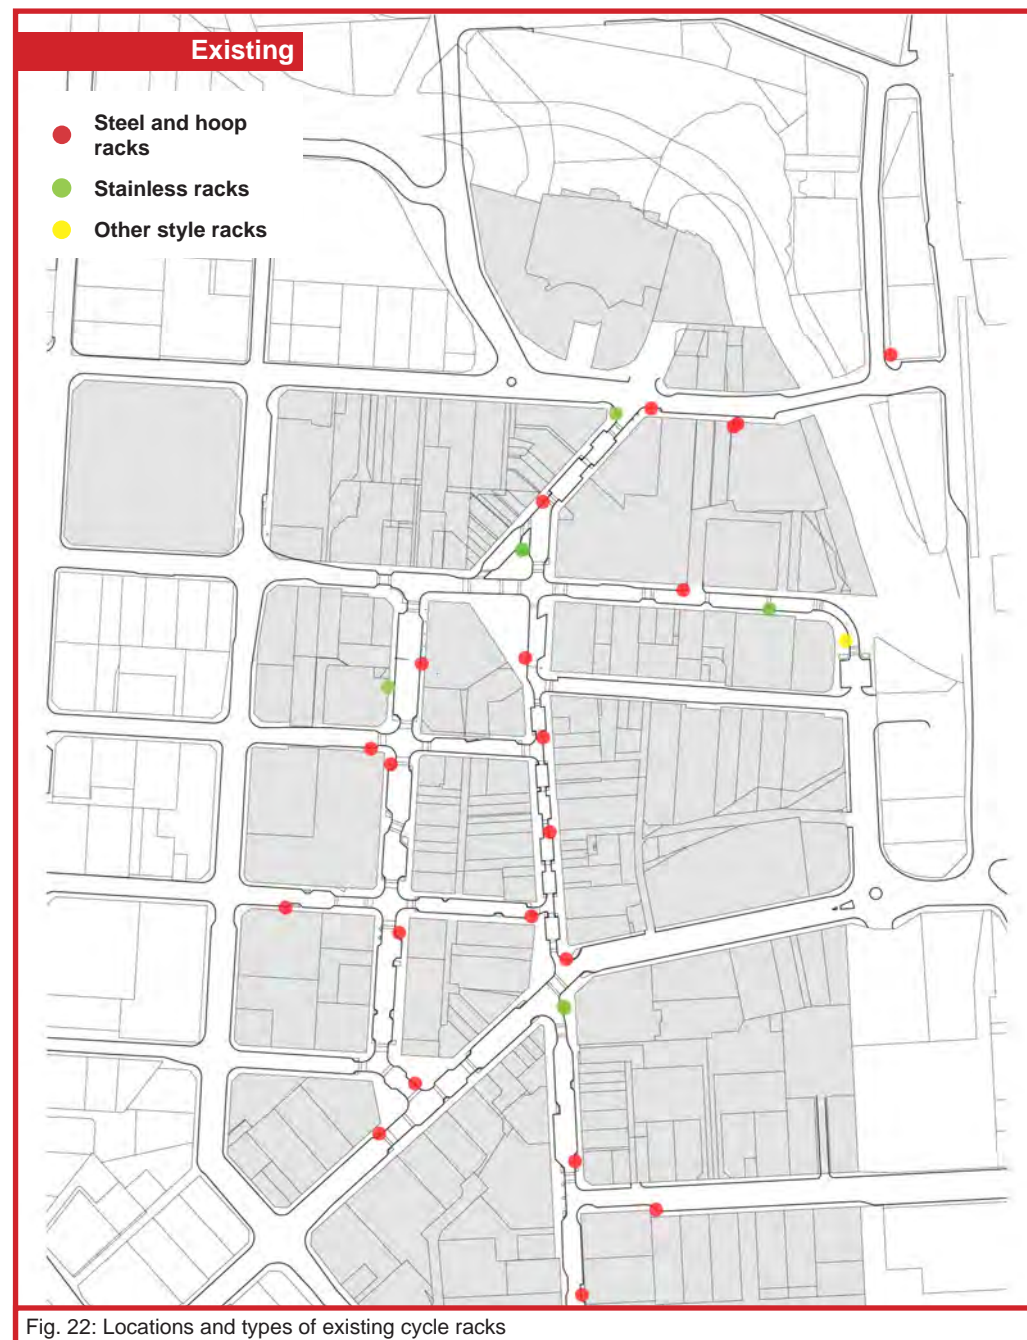 Existing
Steel and hoop
racks
Stainless racks
Other style racks
Fig. 22: Locations and types of existing cycle racks